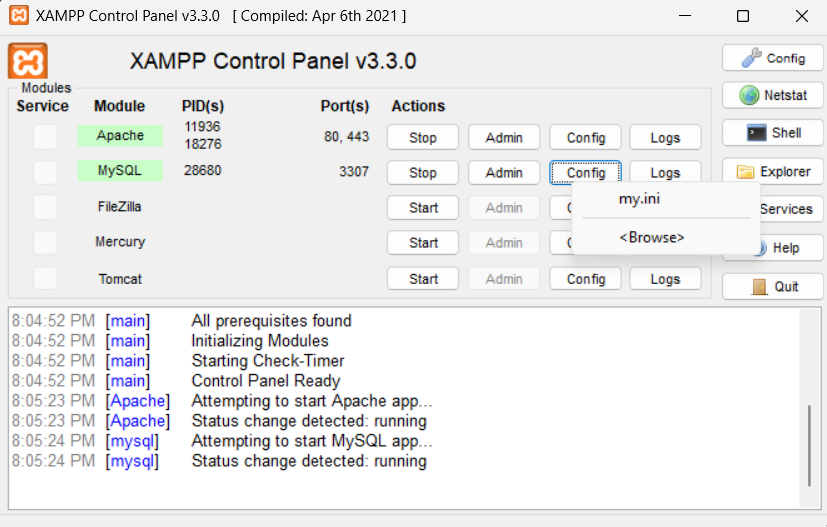 XAMPP Control Panel v3.3.0 [ Compiled: Apr 6th 2021 ]
XAMPP Control Panel v3.3.0
Config
Modules
Service Module PID(s) Port(s) Actions
Netstat
Apache 11936 18276 80, 443 Stop Admin Config Logs
Shell
MySQL 28680 3307 Stop Admin Config Logs
Explorer
my.ini
FileZilla Start Admin Logs
Services
<Browse>
Mercury Start Admin
Help
Tomcat Start Admin Config Logs
Quit
8:04:52 PM [main] All prerequisites found
8:04:52 PM [main] Initializing Modules
8:04:52 PM [main] Starting Check-Timer
8:04:52 PM [main] Control Panel Ready
8:05:23 PM [Apache] Attempting to start Apache app...
8:05:23 PM [Apache] Status change detected: running
8:05:24 PM [mysql] Attempting to start MySQL app...
8:05:24 PM [mysql] Status change detected: running